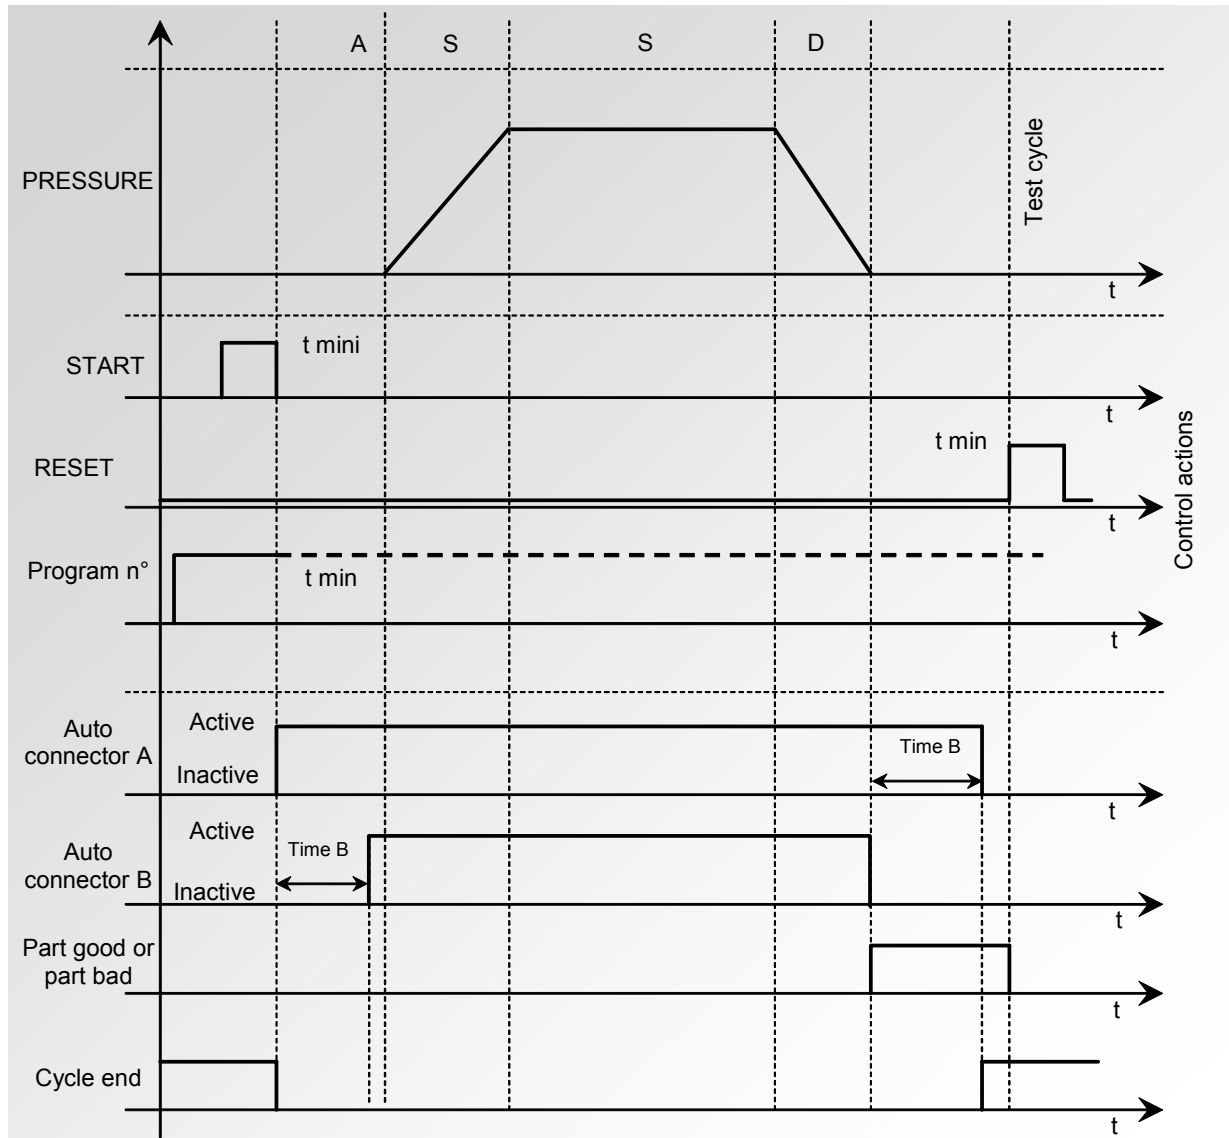 A
S
S
D
PRESSURE
Test cycle
t
START
t mini
t
RESET
t min
Control actions
t
Program n°
t min
t
Auto
connector A
Active
Inactive
Time B
t
Auto
connector B
Active
Inactive
Time B
t
Part good or
part bad
t
Cycle end
t